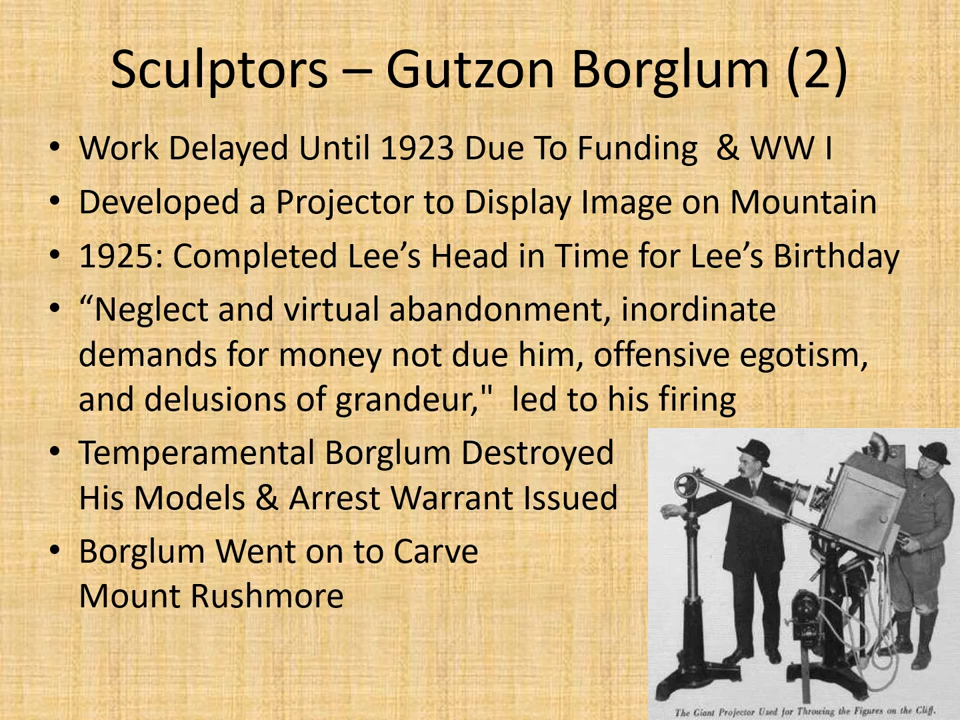 Sculptors – Gutzon Borglum (2)
• Work Delayed Until 1923 Due To Funding  & WW I
• Developed a Projector to Display Image on Mountain
• 1925: Completed Lee’s Head in Time for Lee’s Birthday
• “Neglect and virtual abandonment, inordinate
demands for money not due him, offensive egotism,
and delusions of grandeur,"  led to his firing
• Temperamental Borglum Destroyed
His Models & Arrest Warrant Issued
• Borglum Went on to Carve
Mount Rushmore
The Giant Projector Used for Throwing the Figures on the Cliff.